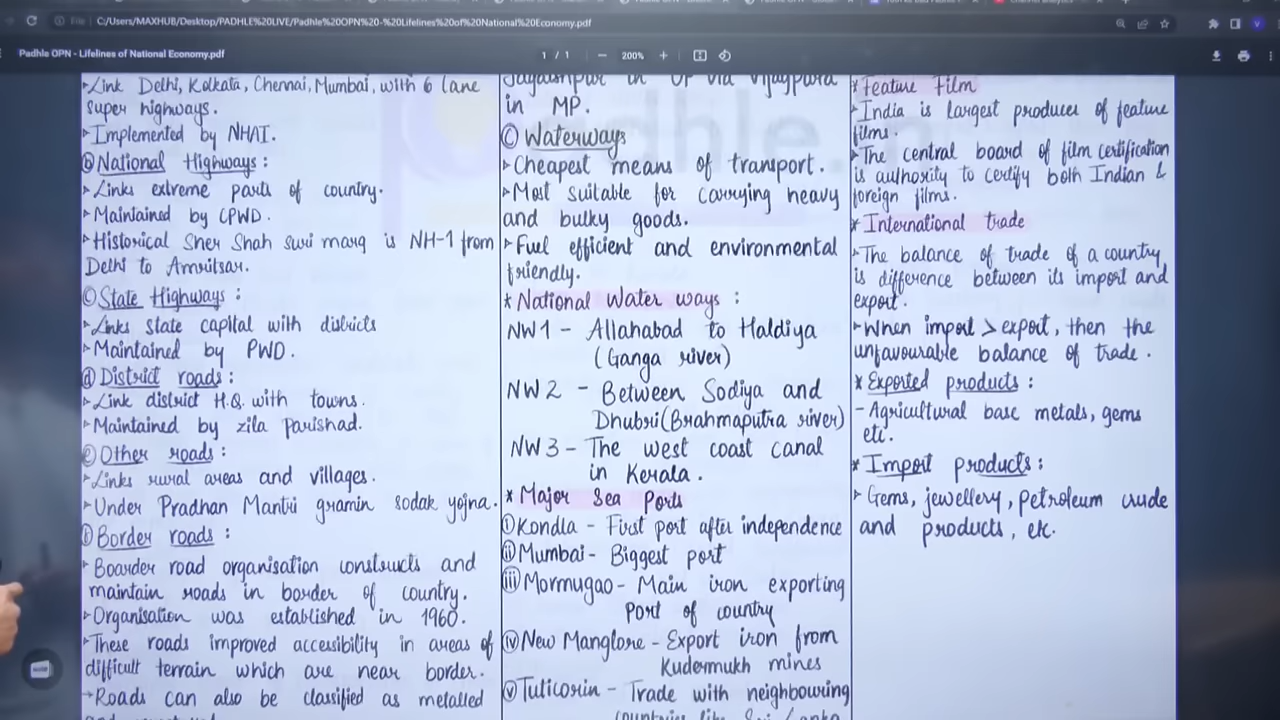 File C:/Users/MAXHUB/Desktop/PADHLE%20LIVE/Padhle%20OPN%20-%20Lifelines%20of%20National%20Economy.pdf
Padhle OPN - Lifelines of National Economy.pdf
1 / 1
200%
Link Delhi, Kolkata, Chennai, Mumbai, with 6 lane
super highways.
Implemented by NHAI.
ⓑ National Highways :
Links extreme parts of country.
Maintained by CPWD.
Historical Sher Shah suri marg is NH-1 from
Delhi to Amritsar.
ⓒ State Highways :
Links state capital with districts
Maintained by PWD.
ⓓ District roads :
Link district H.Q. with towns.
Maintained by zila parishad.
ⓔ Other roads :
Links rural areas and villages.
Under Pradhan Mantri gramin sadak yojna.
ⓕ Border roads :
Boarder road organisation constructs and
maintain roads in border of country.
Organisation was established in 1960.
These roads improved accessibility in areas of
difficult terrain which are near border.
→ Roads can also be classified as metalled
in UP via Vijaypura
in MP.
ⓒ Waterways
Cheapest means of transport.
Most suitable for carrying heavy
and bulky goods.
Fuel efficient and environmental
friendly.
* National Water ways :
NW1 - Allahabad to Haldiya
(Ganga river)
NW2 - Between Sodiya and
Dhubri (Brahmaputra river)
NW3 - The west coast canal
in Kerala.
* Major Sea Ports
ⓘ Kondla - First port after independence
ⓘⓘ Mumbai - Biggest port
ⓘⓘⓘ Mormugao - Main iron exporting
port of country
ⓘⓥ New Manglore - Export iron from
Kudermukh mines
ⓥ Tuticorin - Trade with neighbouring
countries like Sri Lanka
* Feature Film
India is largest producer of feature
films.
The central board of film certification
is authority to certify both Indian &
foreign films.
* International trade
The balance of trade of a country
is difference between its import and
export.
When import > export, then the
unfavourable balance of trade.
* Exported products :
- Agricultural base metals, gems
etc.
* Import products :
Gems, jewellery, petroleum crude
and products, etc.